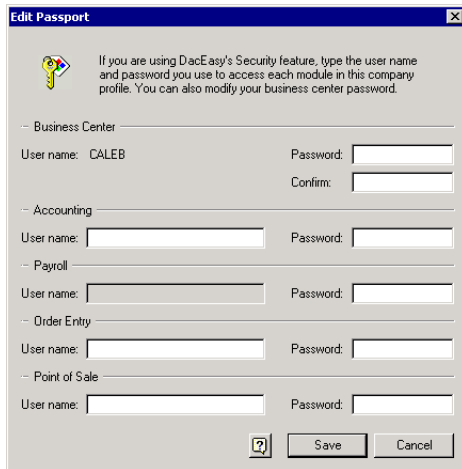 Edit Passport
If you are using DacEasy's Security feature, type the user name
and password you use to access each module in this company
profile. You can also modify your business center password.
Business Center
User name: CALEB Password:
Confirm:
Accounting
User name: Password:
Payroll
User name: Password:
Order Entry
User name: Password:
Point of Sale
User name: Password:
? Save Cancel